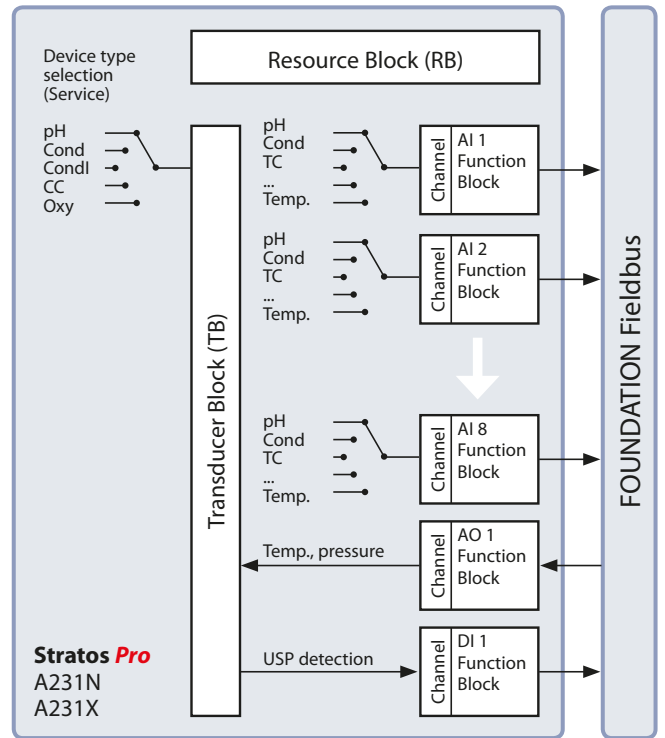 Device type
selection
(Service)
Resource Block (RB)
pH
Cond
CondI
CC
Oxy
Transducer Block (TB)
pH
Cond
TC
...
Temp.
Channel
AI 1
Function
Block
pH
Cond
TC
...
Temp.
Channel
AI 2
Function
Block
pH
Cond
TC
...
Temp.
Channel
AI 8
Function
Block
Temp., pressure
Channel
AO 1
Function
Block
USP detection
Channel
DI 1
Function
Block
FOUNDATION Fieldbus
Stratos Pro
A231N
A231X